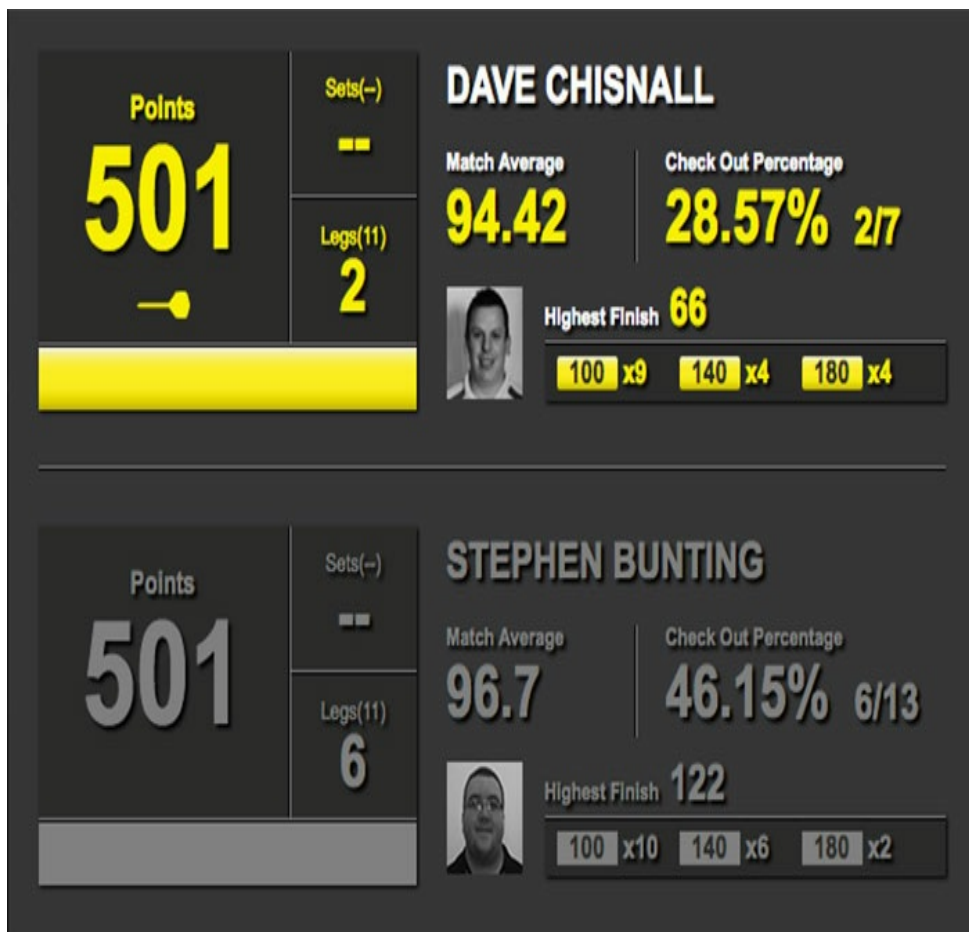 DAVE CHISNALL
Points
501
Sets(--)
--
Legs(11)
2
Match Average
94.42
Check Out Percentage
28.57% 2/7
Highest Finish 66
100 x9 140 x4 180 x4
STEPHEN BUNTING
Points
501
Sets(--)
--
Legs(11)
6
Match Average
96.7
Check Out Percentage
46.15% 6/13
Highest Finish 122
100 x10 140 x6 180 x2